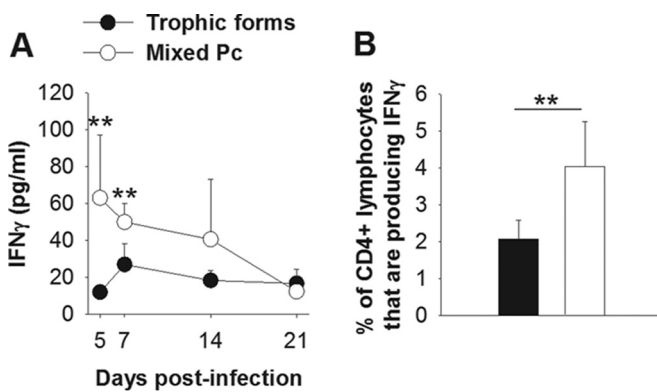 Trophic forms
Mixed Pc
A
IFNγ (pg/ml)
120
100
80
60
40
20
0
**
**
5 7 14 21
Days post-infection
B
% of CD4+ lymphocytes
that are producing IFNγ
6
5
4
3
2
1
0
**